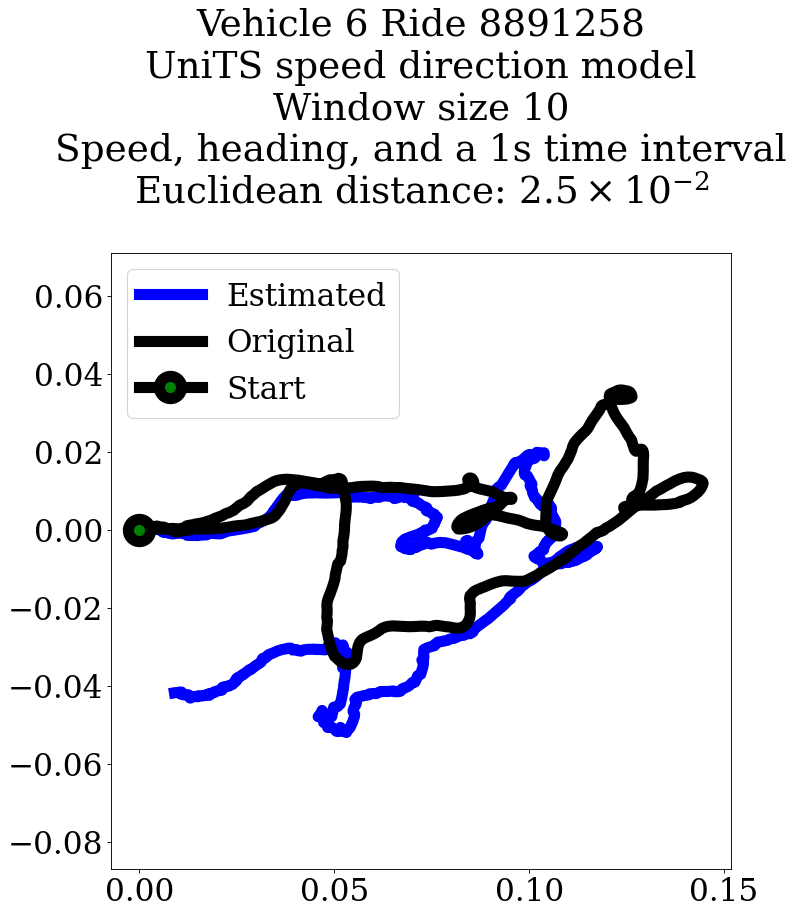 Vehicle 6 Ride 8891258
UniTS speed direction model
Window size 10
Speed, heading, and a 1s time interval
Euclidean distance: 2.5 × 10⁻²
Estimated
Original
Start
0.06
0.04
0.02
0.00
−0.02
−0.04
−0.06
−0.08
0.00 0.05 0.10 0.15